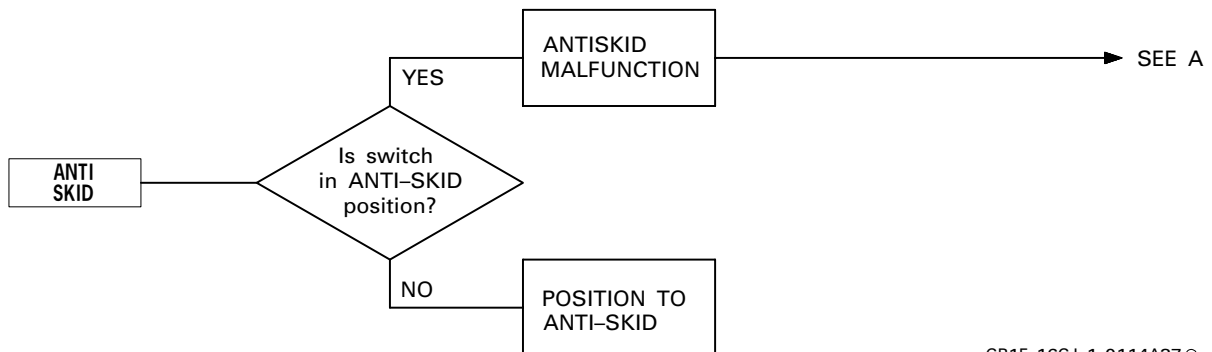 ANTISKID
MALFUNCTION
SEE A
YES
ANTI
SKID
Is switch
in ANTI–SKID
position?
NO
POSITION TO
ANTI–SKID